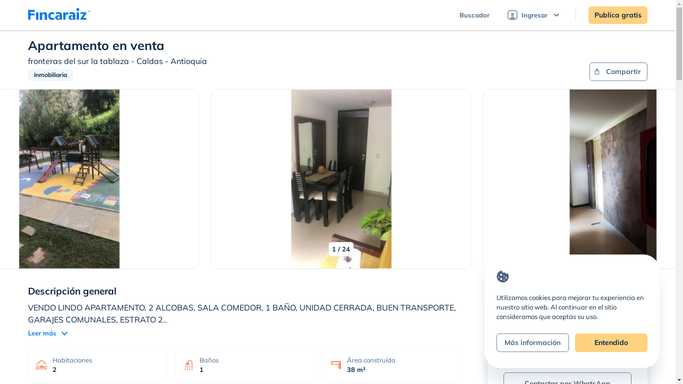 Fincaraiz
Buscador
Ingresar
Publica gratis
Apartamento en venta
fronteras del sur la tablaza - Caldas - Antioquia
Inmobiliaria
Compartir
1 / 24
Descripción general
VENDO LINDO APARTAMENTO, 2 ALCOBAS, SALA COMEDOR, 1 BAÑO, UNIDAD CERRADA, BUEN TRANSPORTE,
GARAJES COMUNALES, ESTRATO 2...
Leer más
Habitaciones
2
Baños
1
Área construida
38 m²
Utilizamos cookies para mejorar tu experiencia en
nuestro sitio web. Al continuar en el sitio
consideramos que aceptas su uso.
Más información
Entendido
Contactar por WhatsApp